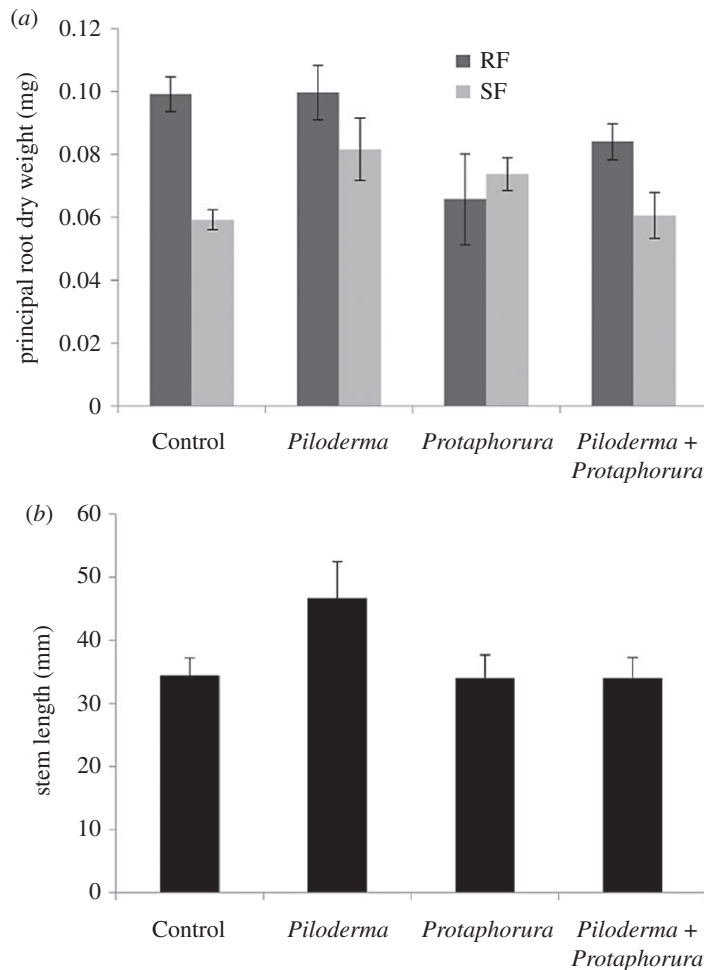 (a)
0.12
0.10
0.08
0.06
0.04
0.02
0
principal root dry weight (mg)
RF
SF
Control
Piloderma
Protaphorura
Piloderma +
Protaphorura
(b)
60
50
40
30
20
10
0
stem length (mm)
Control
Piloderma
Protaphorura
Piloderma +
Protaphorura